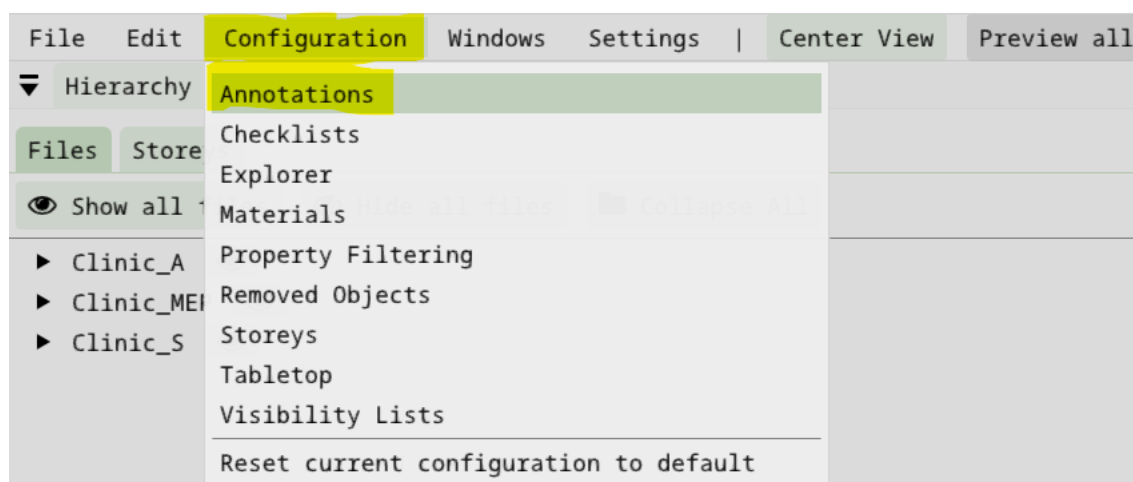 File Edit Configuration Windows Settings | Center View Preview all
Hierarchy
Annotations
Files
Checklists
Explorer
Show all
Hide all files
Collapse All
Materials
Clinic_A
Property Filtering
Removed Objects
Clinic_S
Storeys
Tabletop
Visibility Lists
Reset current configuration to default